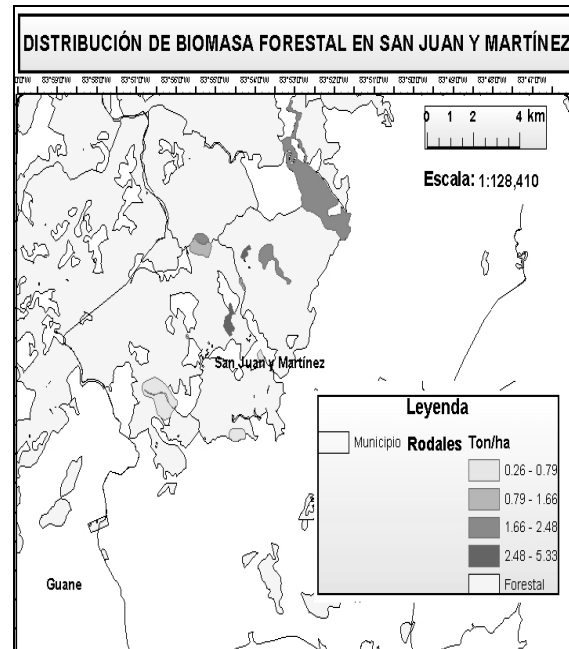 DISTRIBUCIÓN DE BIOMASA FORESTAL EN SAN JUAN Y MARTÍNEZ
0 1 2 4 km
Escala: 1:128,410
San Juan y Martínez
Guane
Leyenda
Municipio Rodales Ton/ha
0.26 - 0.79
0.79 - 1.66
1.66 - 2.48
2.48 - 5.33
Forestal